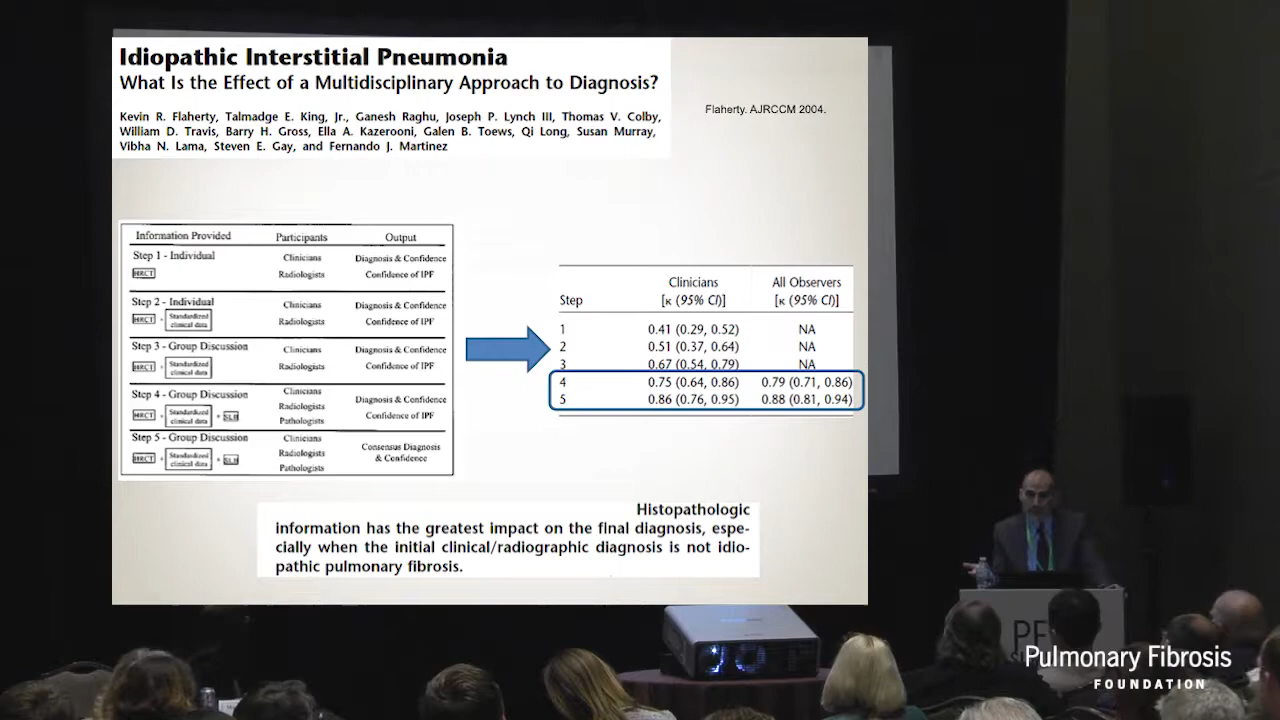 Idiopathic Interstitial Pneumonia
What Is the Effect of a Multidisciplinary Approach to Diagnosis?
Kevin R. Flaherty, Talmadge E. King, Jr., Ganesh Raghu, Joseph P. Lynch III, Thomas V. Colby,
William D. Travis, Barry H. Gross, Ella A. Kazerooni, Galen B. Toews, Qi Long, Susan Murray,
Vibha N. Lama, Steven E. Gay, and Fernando J. Martinez
Flaherty. AJRCCM 2004.
Information Provided Participants Output
Step 1 - Individual Clinicians Diagnosis & Confidence
HRCT Radiologists Confidence of IPF
Step 2 - Individual Clinicians Diagnosis & Confidence
HRCT + Standardized clinical data Radiologists Confidence of IPF
Step 3 - Group Discussion Clinicians Diagnosis & Confidence
HRCT + Standardized clinical data Radiologists Confidence of IPF
Step 4 - Group Discussion Clinicians
Radiologists Diagnosis & Confidence
HRCT + Standardized clinical data + SLB Pathologists Confidence of IPF
Step 5 - Group Discussion Clinicians
Radiologists Consensus Diagnosis
HRCT + Standardized clinical data + SLB Pathologists & Confidence
Clinicians All Observers
Step [κ (95% CI)] [κ (95% CI)]
1 0.41 (0.29, 0.52) NA
2 0.51 (0.37, 0.64) NA
3 0.67 (0.54, 0.79) NA
4 0.75 (0.64, 0.86) 0.79 (0.71, 0.86)
5 0.86 (0.76, 0.95) 0.88 (0.81, 0.94)
Histopathologic
information has the greatest impact on the final diagnosis, espe-
cially when the initial clinical/radiographic diagnosis is not idio-
pathic pulmonary fibrosis.
Pulmonary Fibrosis
FOUNDATION